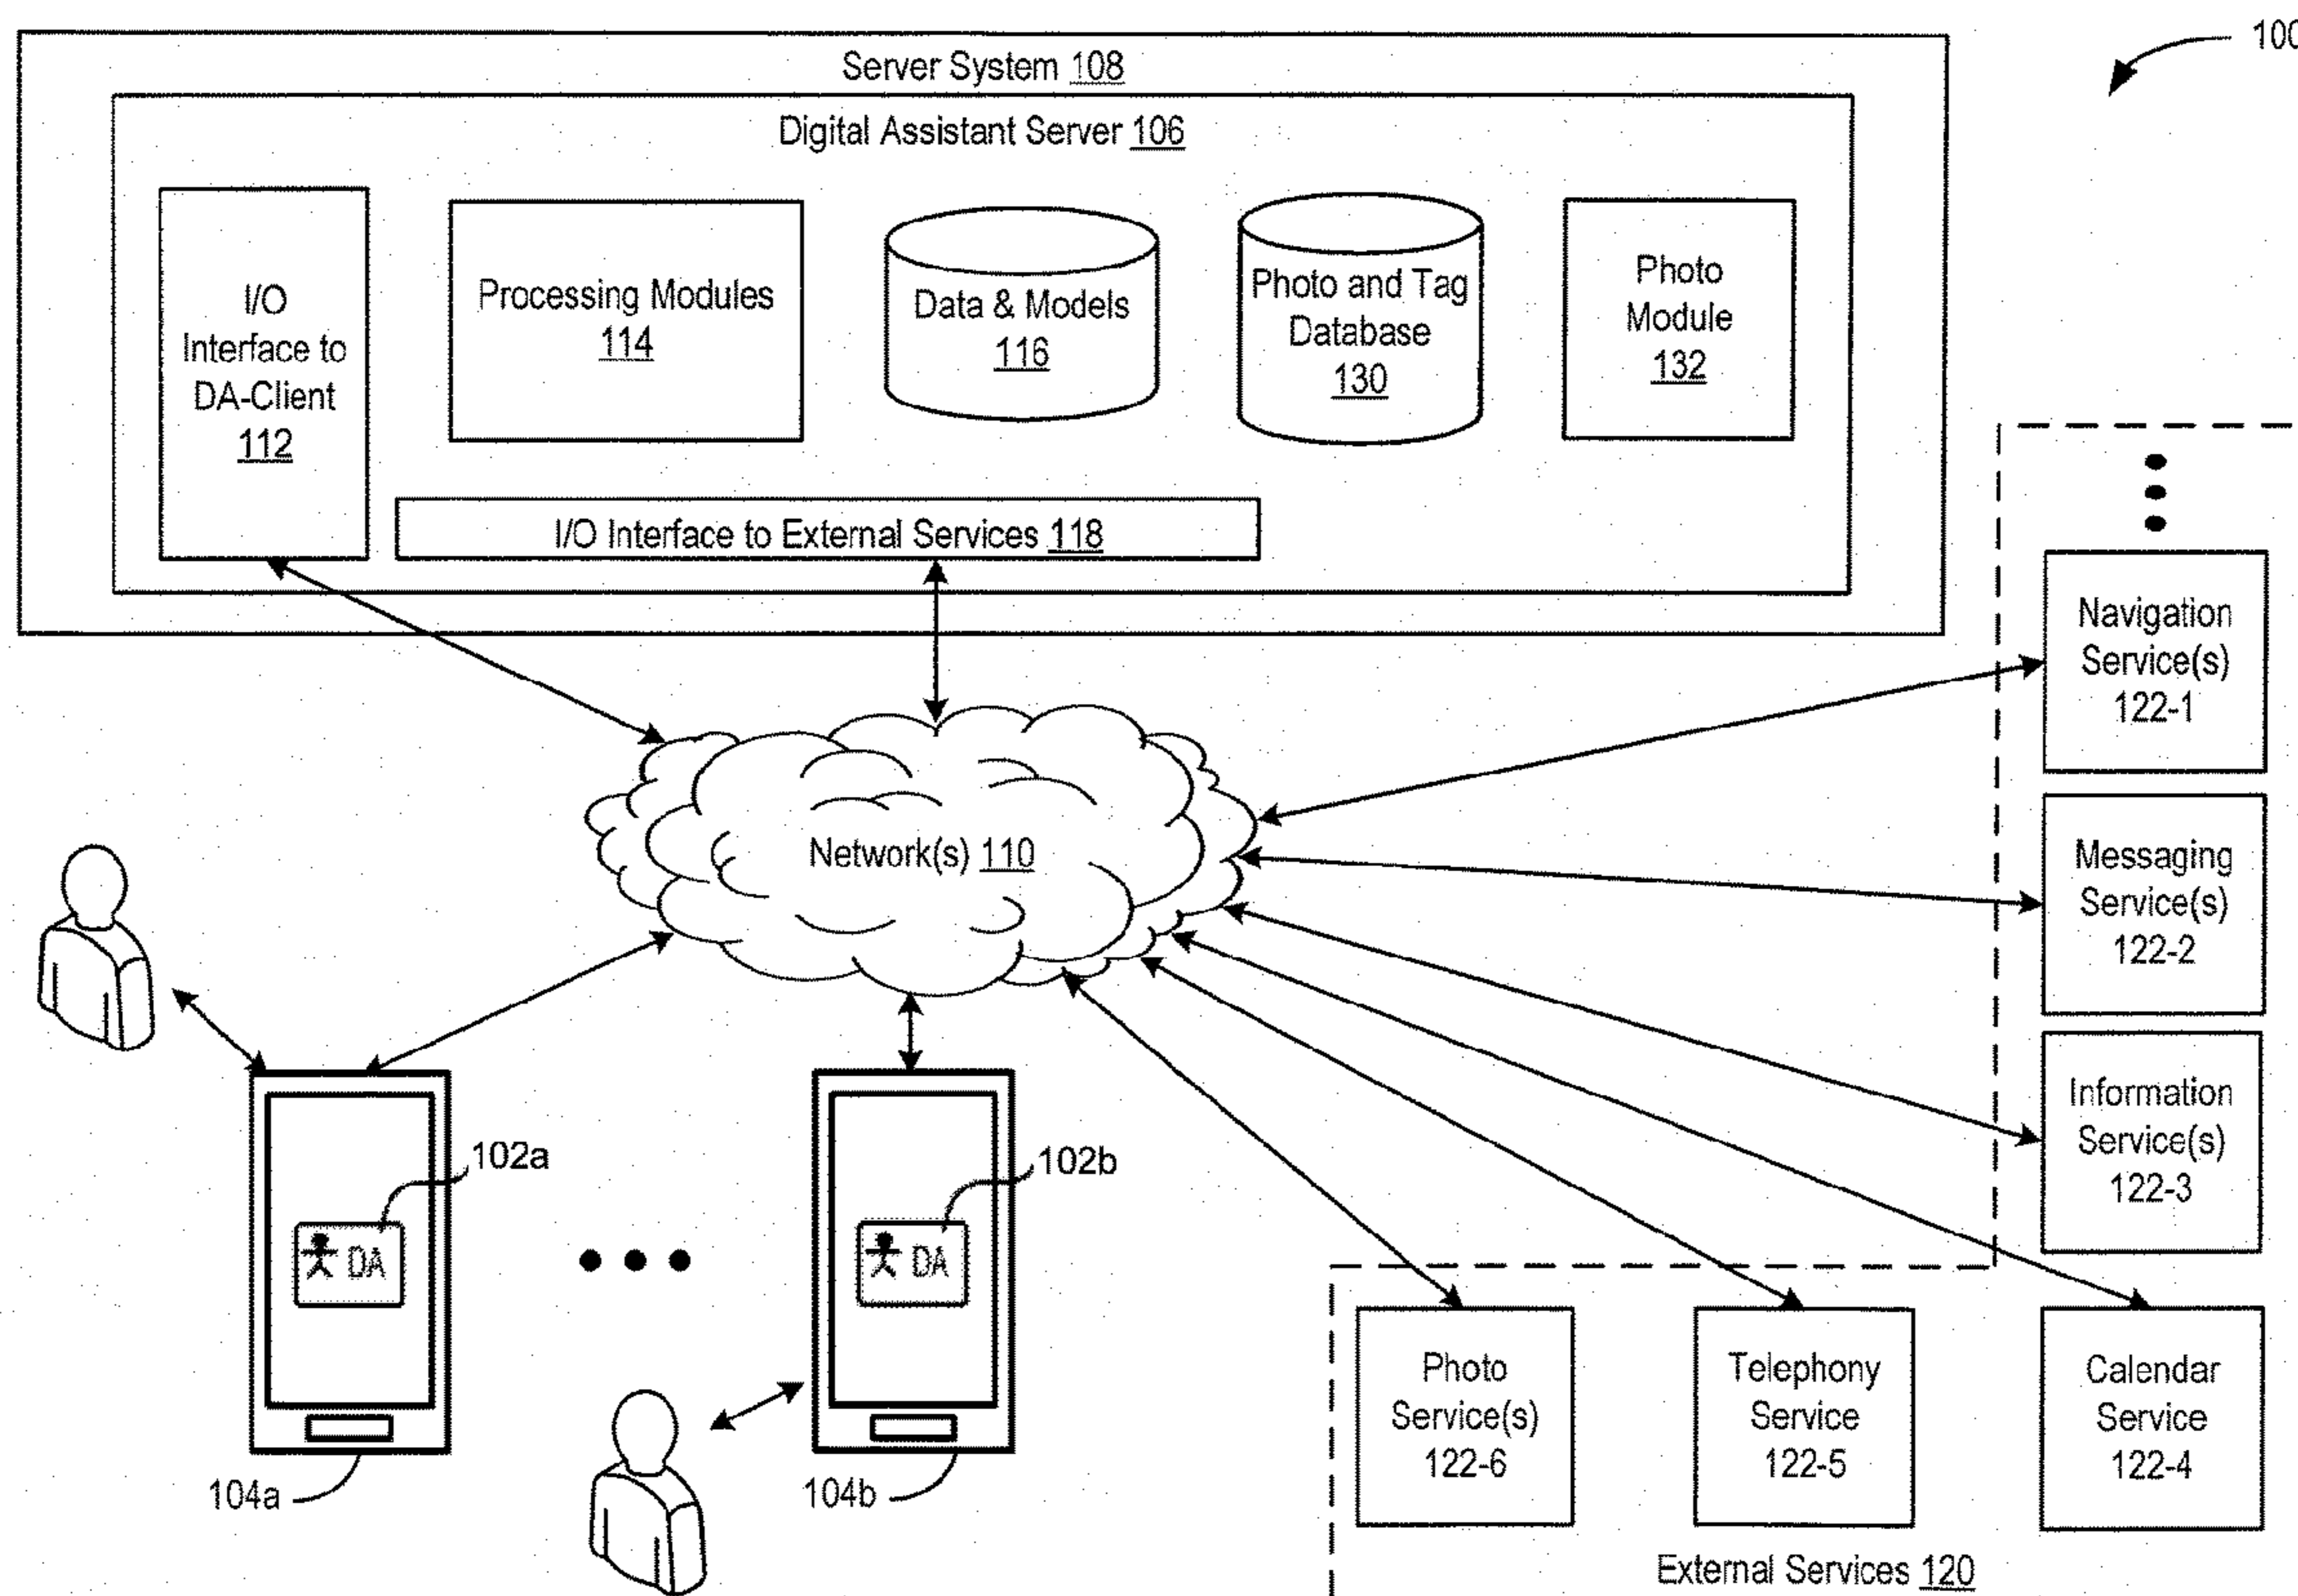 100
Server System 108
Digital Assistant Server 106
I/O
Interface to
DA-Client
112
Processing Modules
114
Data & Models
116
Photo and Tag
Database
130
Photo
Module
132
I/O Interface to External Services 118
Navigation
Service(s)
122-1
Network(s) 110
Messaging
Service(s)
122-2
Information
Service(s)
122-3
102a
DA
104a
102b
DA
104b
Photo
Service(s)
122-6
Telephony
Service
122-5
Calendar
Service
122-4
External Services 120